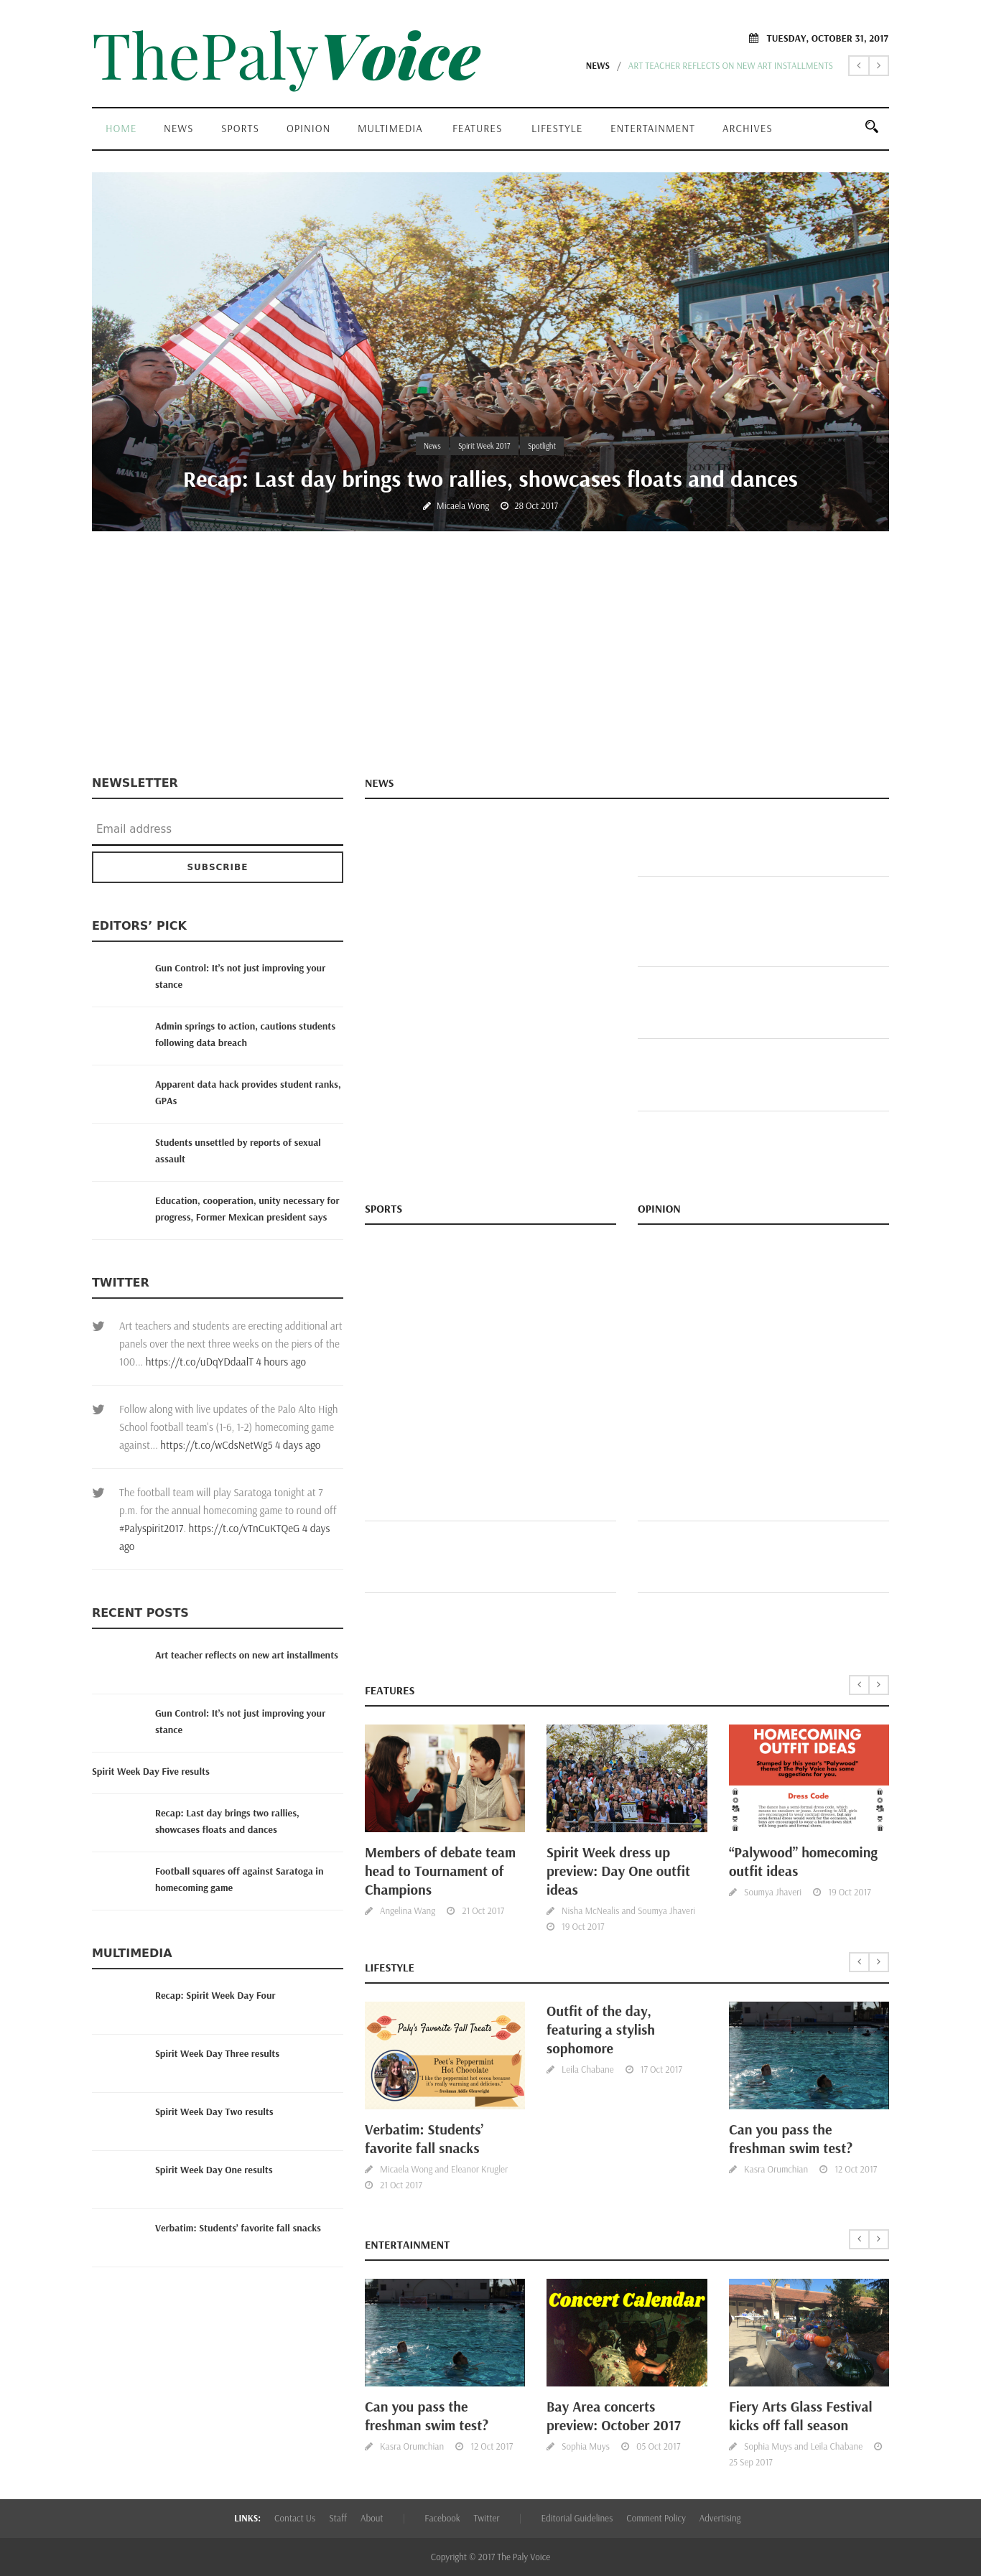 ThePalyVoice
TUESDAY, OCTOBER 31, 2017
NEWS / ART TEACHER REFLECTS ON NEW ART INSTALLMENTS
HOME NEWS SPORTS OPINION MULTIMEDIA FEATURES LIFESTYLE ENTERTAINMENT ARCHIVES
News Spirit Week 2017 Spotlight
Recap: Last day brings two rallies, showcases floats and dances
Micaela Wong 28 Oct 2017
NEWSLETTER
Email address
SUBSCRIBE
EDITORS’ PICK
Gun Control: It's not just improving your
stance
Admin springs to action, cautions students
following data breach
Apparent data hack provides student ranks,
GPAs
Students unsettled by reports of sexual
assault
Education, cooperation, unity necessary for
progress, Former Mexican president says
TWITTER
Art teachers and students are erecting additional art
panels over the next three weeks on the piers of the
100... https://t.co/uDqYDdaalT 4 hours ago
Follow along with live updates of the Palo Alto High
School football team's (1-6, 1-2) homecoming game
against... https://t.co/wCdsNetWg5 4 days ago
The football team will play Saratoga tonight at 7
p.m. for the annual homecoming game to round off
#Palyspirit2017. https://t.co/vTnCuKTQeG 4 days
ago
RECENT POSTS
Art teacher reflects on new art installments
Gun Control: It's not just improving your
stance
Spirit Week Day Five results
Recap: Last day brings two rallies,
showcases floats and dances
Football squares off against Saratoga in
homecoming game
MULTIMEDIA
Recap: Spirit Week Day Four
Spirit Week Day Three results
Spirit Week Day Two results
Spirit Week Day One results
Verbatim: Students' favorite fall snacks
NEWS
SPORTS
OPINION
FEATURES
Members of debate team
head to Tournament of
Champions
Angelina Wang 21 Oct 2017
Spirit Week dress up
preview: Day One outfit
ideas
Nisha McNealis and Soumya Jhaveri
19 Oct 2017
HOMECOMING
OUTFIT IDEAS
Stumped by this year's "Palywood"
theme? The Paly Voice has some
suggestions for you.
Dress Code
“Palywood” homecoming
outfit ideas
Soumya Jhaveri 19 Oct 2017
LIFESTYLE
Paly's Favorite Fall Treats
Peet's Peppermint
Hot Chocolate
"I like the peppermint hot cocoa because
it's really warming and delicious."
Verbatim: Students’
favorite fall snacks
Micaela Wong and Eleanor Krugler
21 Oct 2017
Outfit of the day,
featuring a stylish
sophomore
Leila Chabane 17 Oct 2017
Can you pass the
freshman swim test?
Kasra Orumchian 12 Oct 2017
ENTERTAINMENT
Can you pass the
freshman swim test?
Kasra Orumchian 12 Oct 2017
Concert Calendar
Bay Area concerts
preview: October 2017
Sophia Muys 05 Oct 2017
Fiery Arts Glass Festival
kicks off fall season
Sophia Muys and Leila Chabane
25 Sep 2017
LINKS: Contact Us Staff About | Facebook Twitter | Editorial Guidelines Comment Policy Advertising
Copyright © 2017 The Paly Voice